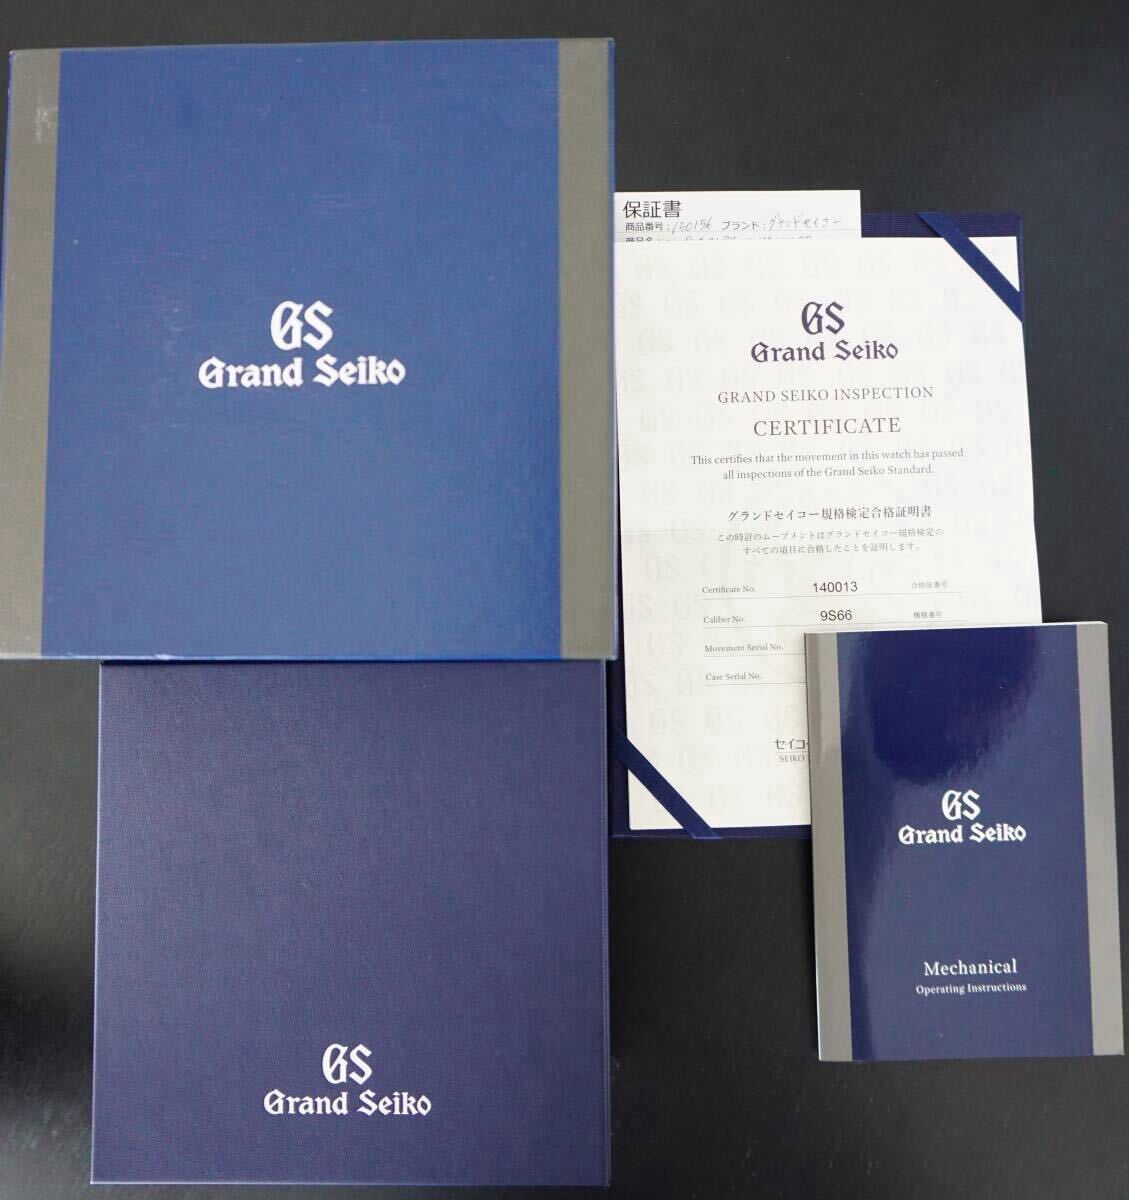 GS
Grand Seiko
保証書
商品番号:150156 ブランド:グランドセイコー
GS
Grand Seiko
GRAND SEIKO INSPECTION
CERTIFICATE
This certifies that the movement in this watch has passed
all inspections of the Grand Seiko Standard.
グランドセイコー規格検定合格証明書
この時計のムーブメントはグランドセイコー規格検定の
すべての項目に合格したことを証明します。
Certificate No. 140013 合格証番号
Caliber No. 9S66 機種番号
Movement Serial No.
Case Serial No.
セイコー
SEIKO
GS
Grand Seiko
Mechanical
Operating Instructions
GS
Grand Seiko